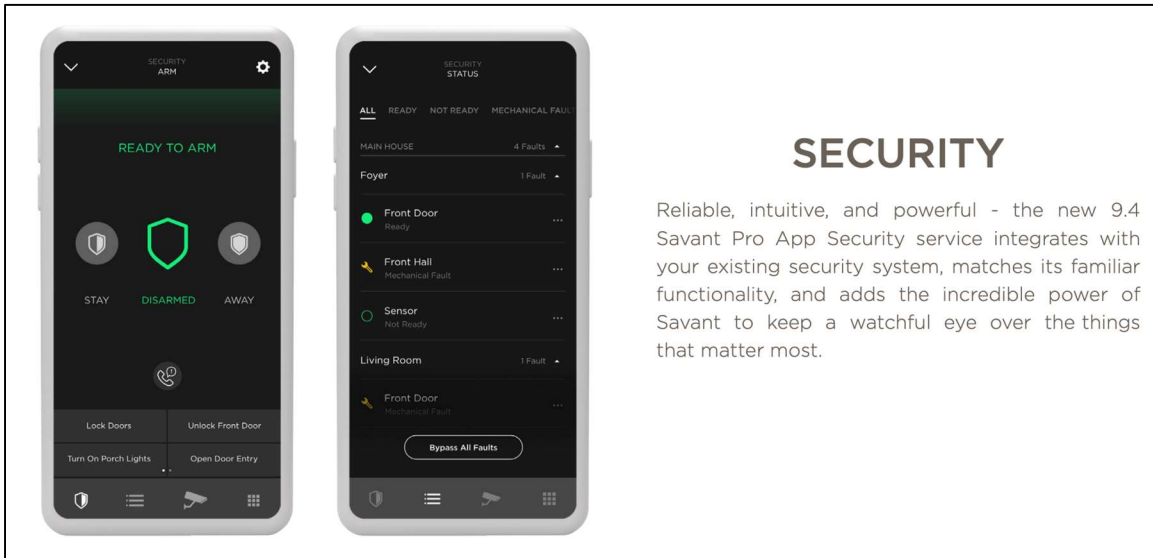 SECURITY
ARM
READY TO ARM
STAY
DISARMED
AWAY
Lock Doors
Unlock Front Door
Turn On Porch Lights
Open Door Entry
SECURITY
STATUS
ALL READY NOT READY MECHANICAL FAUL
MAIN HOUSE 4 Faults
Foyer 1 Fault
Front Door
Ready
Front Hall
Mechanical Fault
Sensor
Not Ready
Living Room 1 Fault
Front Door
Mechanical Fault
Bypass All Faults
SECURITY
Reliable, intuitive, and powerful - the new 9.4
Savant Pro App Security service integrates with
your existing security system, matches its familiar
functionality, and adds the incredible power of
Savant to keep a watchful eye over the things
that matter most.